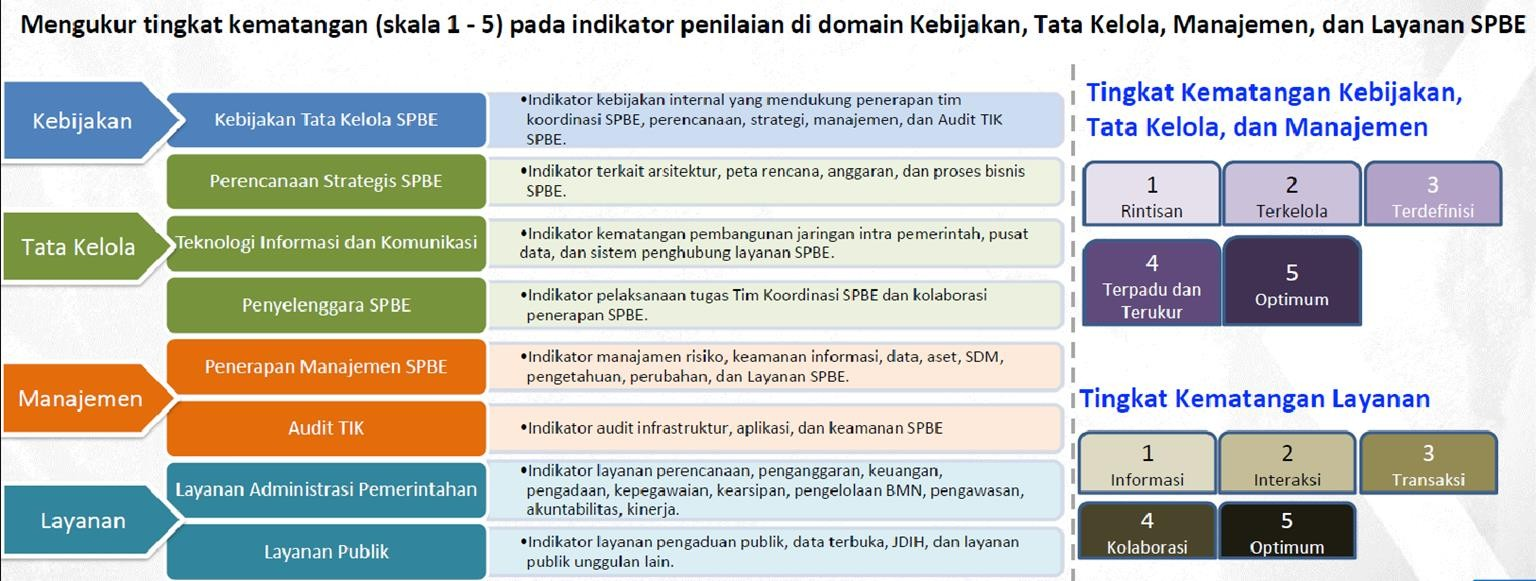 Mengukur tingkat kematangan (skala 1 - 5) pada indikator penilaian di domain Kebijakan, Tata Kelola, Manajemen, dan Layanan SPBE
Kebijakan
Kebijakan Tata Kelola SPBE
•Indikator kebijakan internal yang mendukung penerapan tim
koordinasi SPBE, perencanaan, strategi, manajemen, dan Audit TIK
SPBE.
Tata Kelola
Perencanaan Strategis SPBE
•Indikator terkait arsitektur, peta rencana, anggaran, dan proses bisnis
SPBE.
Teknologi Informasi dan Komunikasi
•Indikator kematangan pembangunan jaringan intra pemerintah, pusat
data, dan sistem penghubung layanan SPBE.
Penyelenggara SPBE
•Indikator pelaksanaan tugas Tim Koordinasi SPBE dan kolaborasi
penerapan SPBE.
Manajemen
Penerapan Manajemen SPBE
•Indikator manajamen risiko, keamanan informasi, data, aset, SDM,
pengetahuan, perubahan, dan Layanan SPBE.
Audit TIK
•Indikator audit infrastruktur, aplikasi, dan keamanan SPBE
Layanan
Layanan Administrasi Pemerintahan
•Indikator layanan perencanaan, penganggaran, keuangan,
pengadaan, kepegawaian, kearsipan, pengelolaan BMN, pengawasan,
akuntabilitas, kinerja.
Layanan Publik
•Indikator layanan pengaduan publik, data terbuka, JDIH, dan layanan
publik unggulan lain.
Tingkat Kematangan Kebijakan,
Tata Kelola, dan Manajemen
1
Rintisan
2
Terkelola
3
Terdefinisi
4
Terpadu dan
Terukur
5
Optimum
Tingkat Kematangan Layanan
1
Informasi
2
Interaksi
3
Transaksi
4
Kolaborasi
5
Optimum